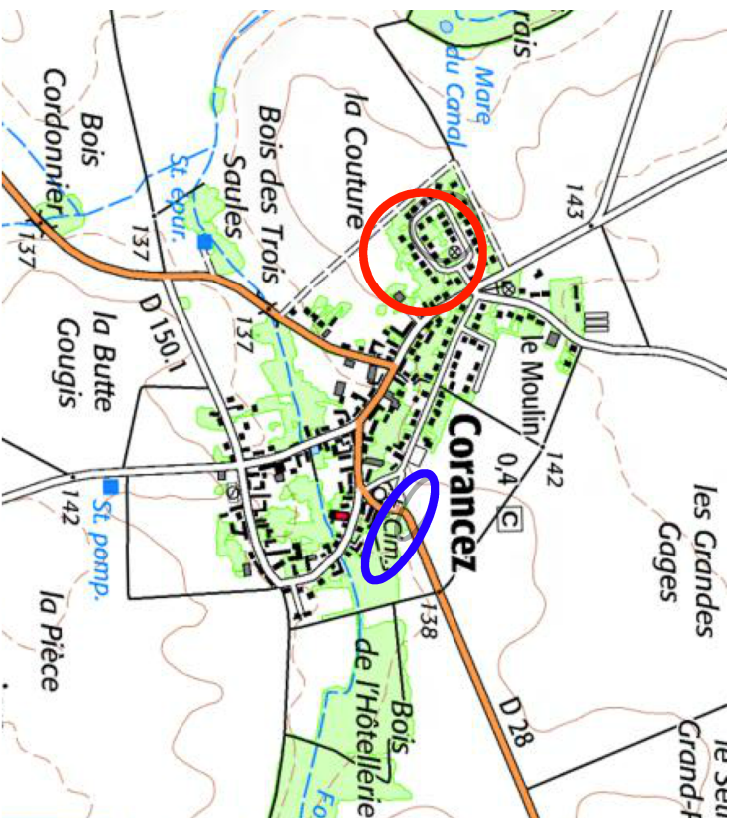 Grand-
les Grandes
Gages
143
142
D 28
le Moulin
0,4 C
Corancez
rais
Mare
du Canal
138
Cim.
la Couture
Bois
de l'Hôtellerie
Fo
Bois des Trois
Saules
137
St. épur.
137
D 150.1
Bois
Cordonnier
137
la Butte
Gougis
St. pomp.
142
la Pièce